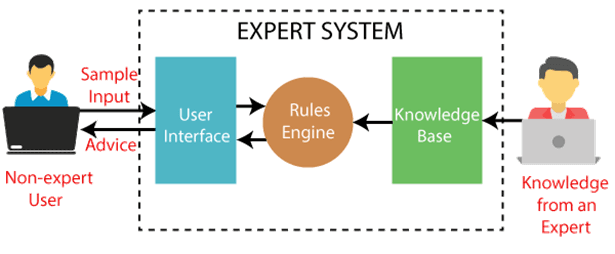 EXPERT SYSTEM
Sample
Input
Advice
Non-expert
User
User
Interface
Rules
Engine
Knowledge
Base
Knowledge
from an
Expert